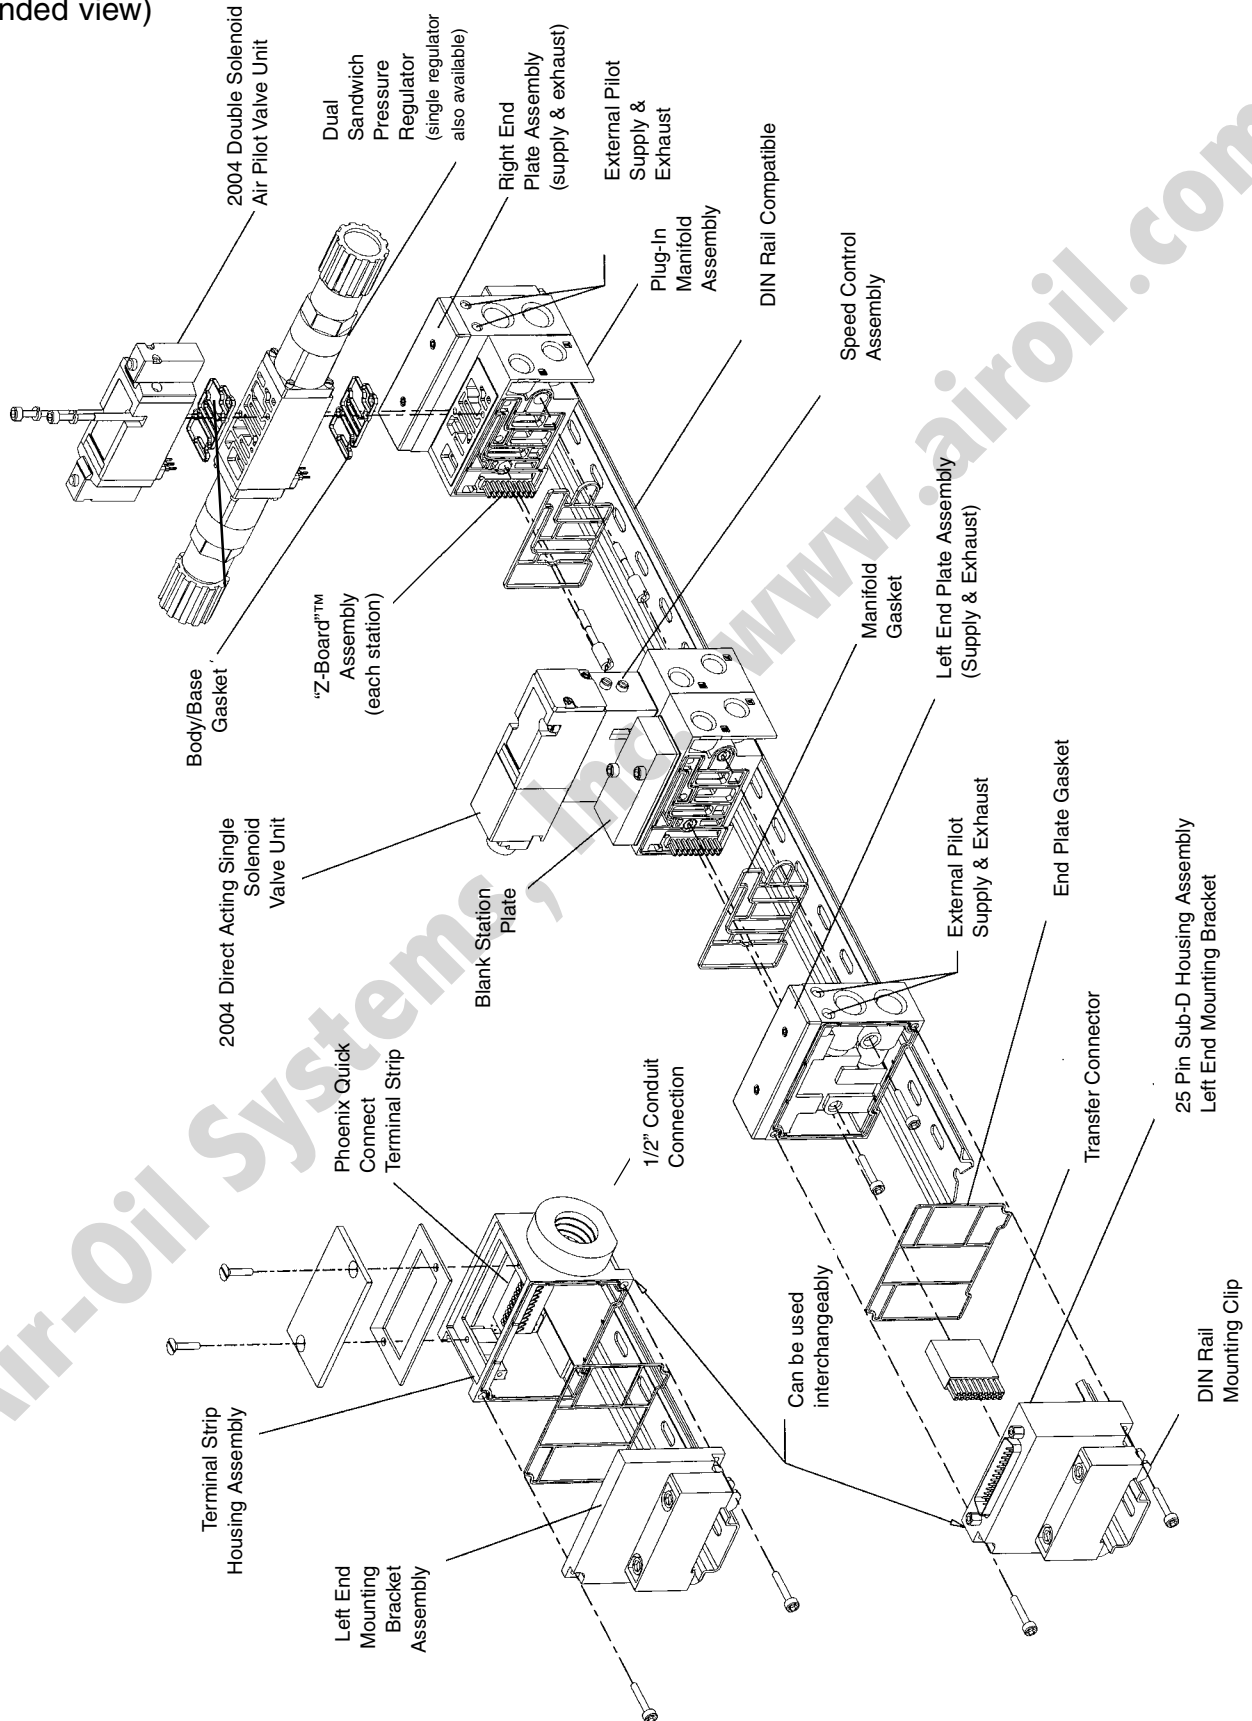 nded view)
2004 Double Solenoid
Air Pilot Valve Unit
Dual
Sandwich
Pressure
Regulator
(single regulator
also available)
Right End
Plate Assembly
(supply & exhaust)
External Pilot
Supply &
Exhaust
Plug-In
Manifold
Assembly
DIN Rail Compatible
Speed Control
Assembly
Body/Base
Gasket
"Z-Board"™
Assembly
(each station)
Manifold
Gasket
Left End Plate Assembly
(Supply & Exhaust)
2004 Direct Acting Single
Solenoid
Valve Unit
Blank Station
Plate
External Pilot
Supply & Exhaust
End Plate Gasket
25 Pin Sub-D Housing Assembly
Left End Mounting Bracket
Transfer Connector
Phoenix Quick
Connect
Terminal Strip
1/2" Conduit
Connection
Can be used
interchangeably
DIN Rail
Mounting Clip
Terminal Strip
Housing Assembly
Left End
Mounting
Bracket
Assembly
Air-Oil Systems, Inc. www.airoil.com